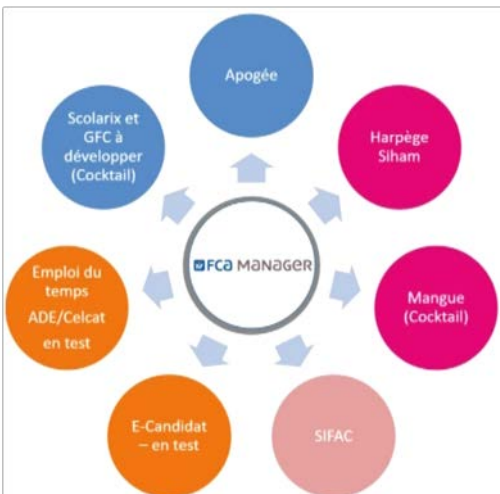 Apogée
Scolarix et
GFC à
développer
(Cocktail)
Harpège
Siham
FCA MANAGER
Emploi du
temps
ADE/Celcat
en test
Mangue
(Cocktail)
E-Candidat
– en test
SIFAC